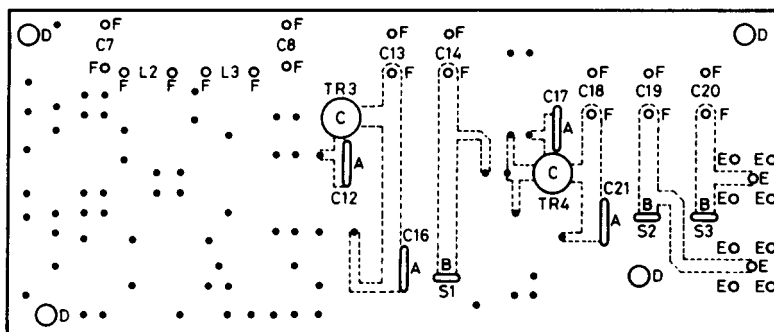 F F
D C7 C8 F F F D
F F L2 L3 F C13 F C14 F F F F
F F F F TR3 C17 C18 F C19 F C20 F
C A
A C E E
C12 TR4 C21 A B B E
E E
S2 S3
C16 A B D E E
S1 E
D E E